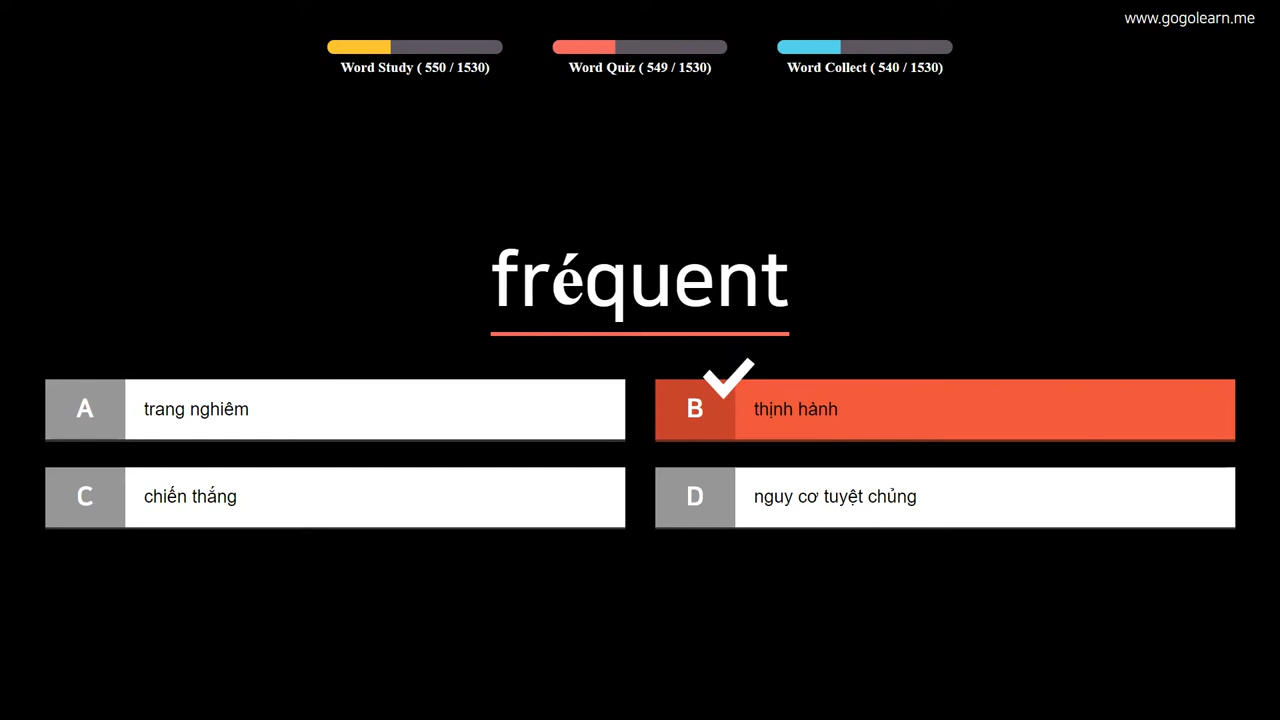 www.gogolearn.me
Word Study ( 550 / 1530)
Word Quiz ( 549 / 1530)
Word Collect ( 540 / 1530)
fréquent
A trang nghiêm
B thịnh hành
C chiến thắng
D nguy cơ tuyệt chủng